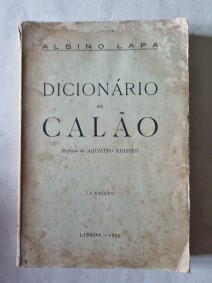 ALBINO LAPA
DICIONÁRIO
DE
CALÃO
Prefácio de AQUILINO RIBEIRO
EDIÇÃO
LISBOA